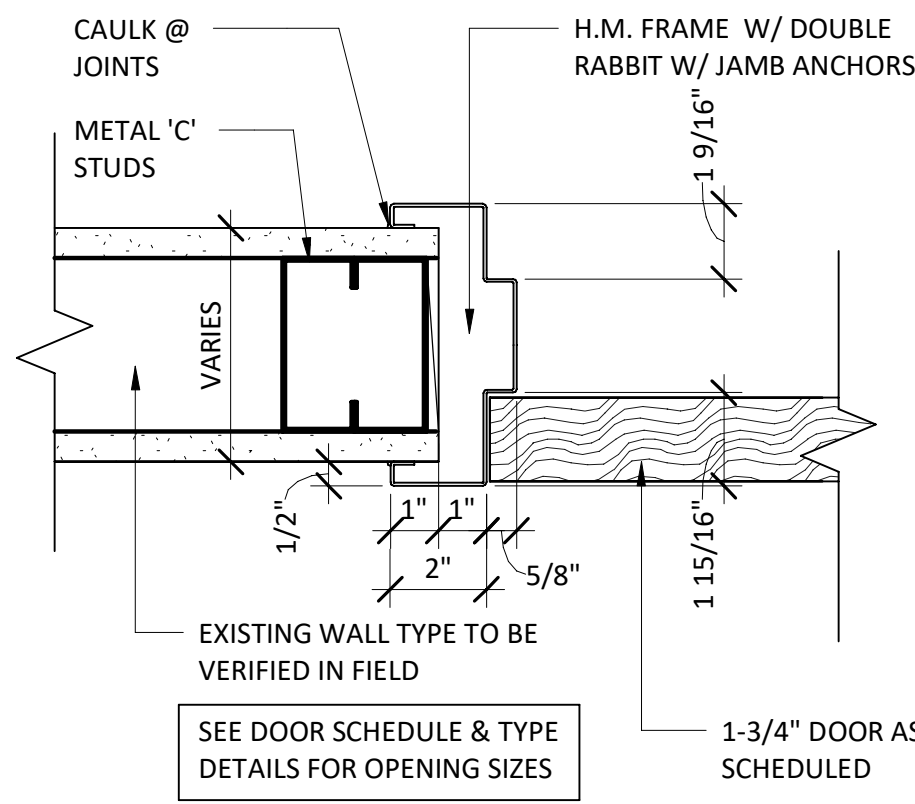 CAULK @
JOINTS
H.M. FRAME W/ DOUBLE
RABBIT W/ JAMB ANCHORS
METAL 'C'
STUDS
1 9/16"
VARIES
1/2"
1"
1"
2"
5/8"
1 15/16"
EXISTING WALL TYPE TO BE
VERIFIED IN FIELD
SEE DOOR SCHEDULE & TYPE
DETAILS FOR OPENING SIZES
1-3/4" DOOR AS
SCHEDULED